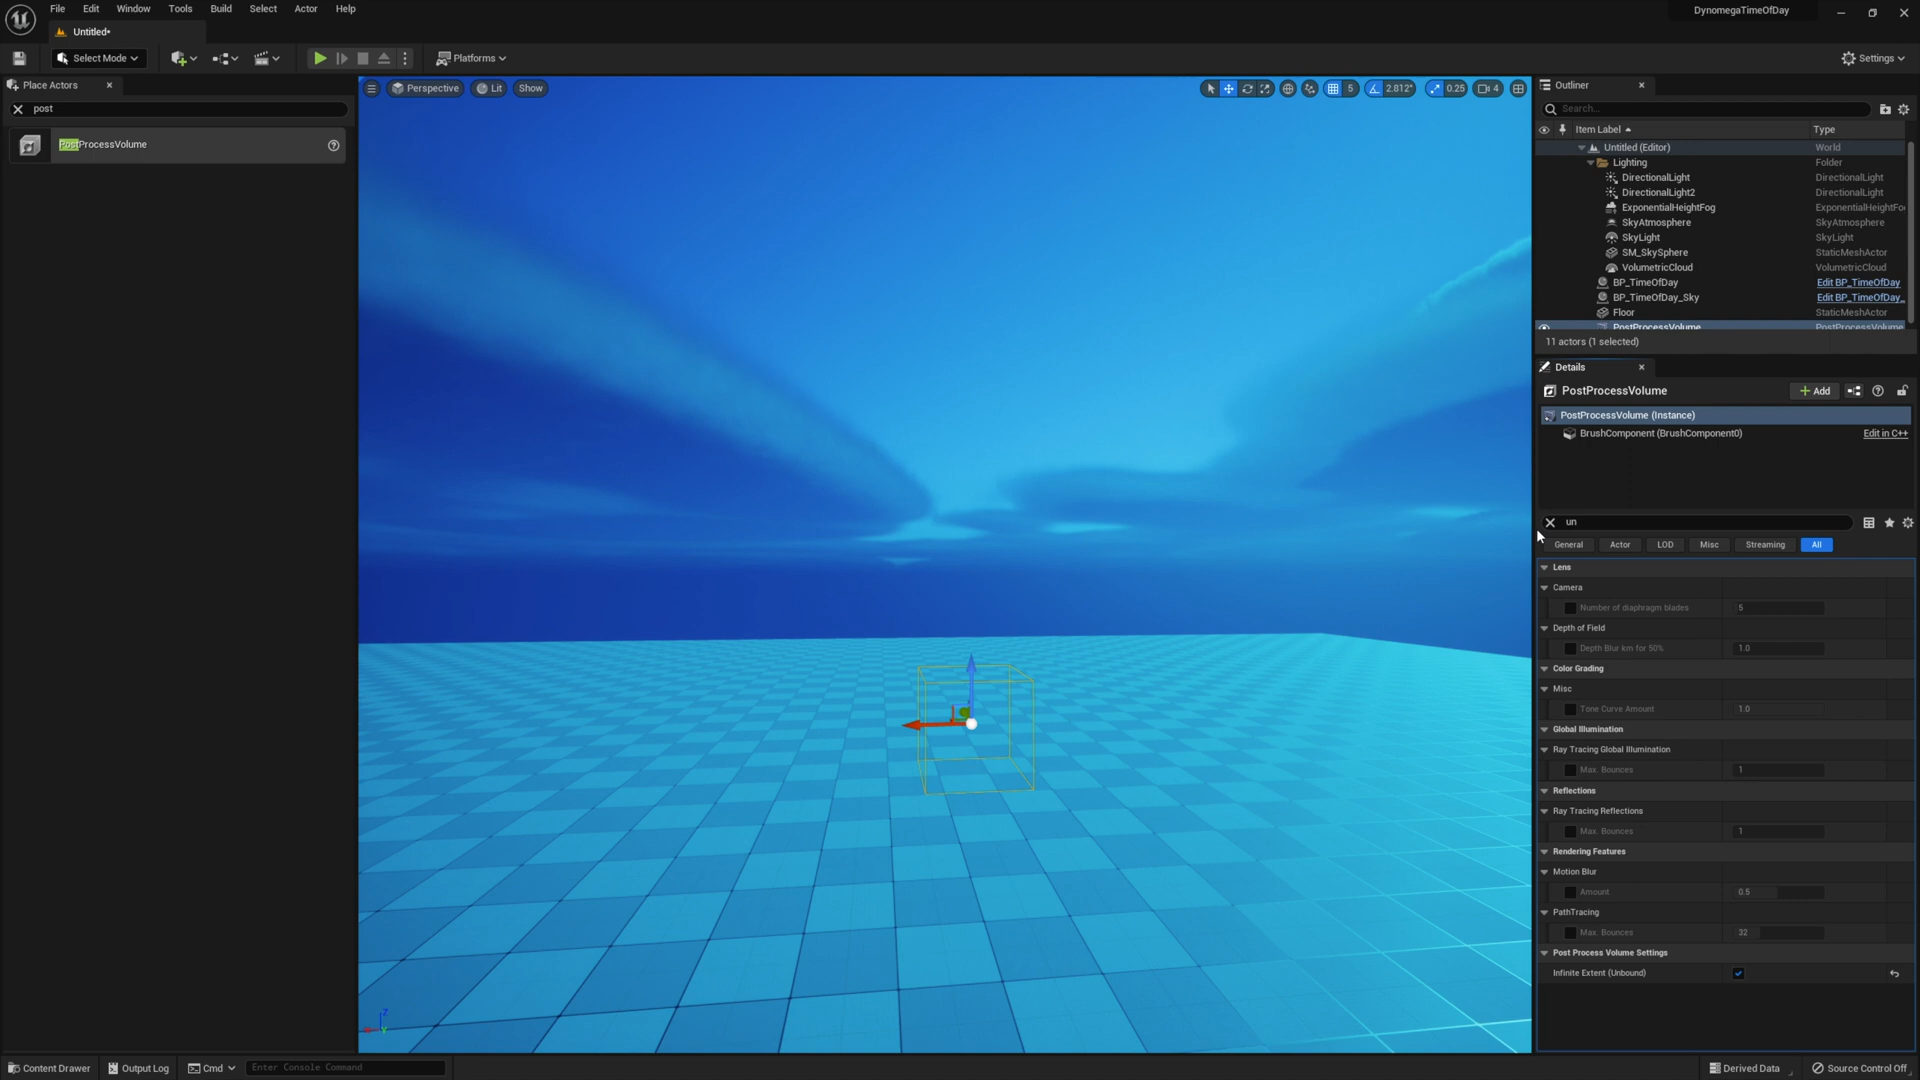 File Edit Window Tools Build Select Actor Help
DynomegaTimeOfDay
Untitled*
Select Mode
Platforms
Settings
Place Actors
post
PostProcessVolume
Perspective Lit Show
5 2.812° 0.25 4
Outliner
Search...
Item Label Type
Untitled (Editor) World
Lighting Folder
DirectionalLight DirectionalLight
DirectionalLight2 DirectionalLight
ExponentialHeightFog ExponentialHeightFo
SkyAtmosphere SkyAtmosphere
SkyLight SkyLight
SM_SkySphere StaticMeshActor
VolumetricCloud VolumetricCloud
BP_TimeOfDay Edit BP_TimeOfDay
BP_TimeOfDay_Sky Edit BP_TimeOfDay_
Floor StaticMeshActor
PostProcessVolume PostProcessVolume
11 actors (1 selected)
Details
PostProcessVolume
Add
PostProcessVolume (Instance)
BrushComponent (BrushComponent0) Edit in C++
un
General Actor LOD Misc Streaming All
Lens
Camera
Number of diaphragm blades 5
Depth of Field
Depth Blur km for 50% 1.0
Color Grading
Misc
Tone Curve Amount 1.0
Global Illumination
Ray Tracing Global Illumination
Max. Bounces 1
Reflections
Ray Tracing Reflections
Max. Bounces 1
Rendering Features
Motion Blur
Amount 0.5
PathTracing
Max. Bounces 32
Post Process Volume Settings
Infinite Extent (Unbound)
Z
Content Drawer Output Log Cmd Enter Console Command
Derived Data Source Control Off